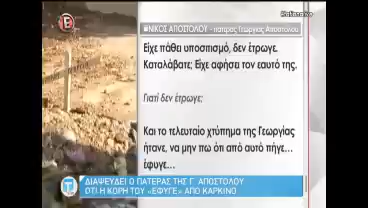 ΝΙΚΟΣ ΑΠΟΣΤΟΛΟΥ - πατέρας Γεωργίας Αποστόλου
Είχε πάθει υποσιτισμό, δεν έτρωγε.
Καταλάβατε; Είχε αφήσει τον εαυτό της.
Γιατί δεν έτρωγε;
Και το τελευταίο χτύπημα της Γεωργίας
ήτανε, να μην πω ότι από αυτό πήγε…
έφυγε…
ΔΙΑΨΕΥΔΕΙ Ο ΠΑΤΕΡΑΣ ΤΗΣ Γ. ΑΠΟΣΤΟΛΟΥ
ΟΤΙ Η ΚΟΡΗ ΤΟΥ «ΕΦΥΓΕ» ΑΠΟ ΚΑΡΚΙΝΟ